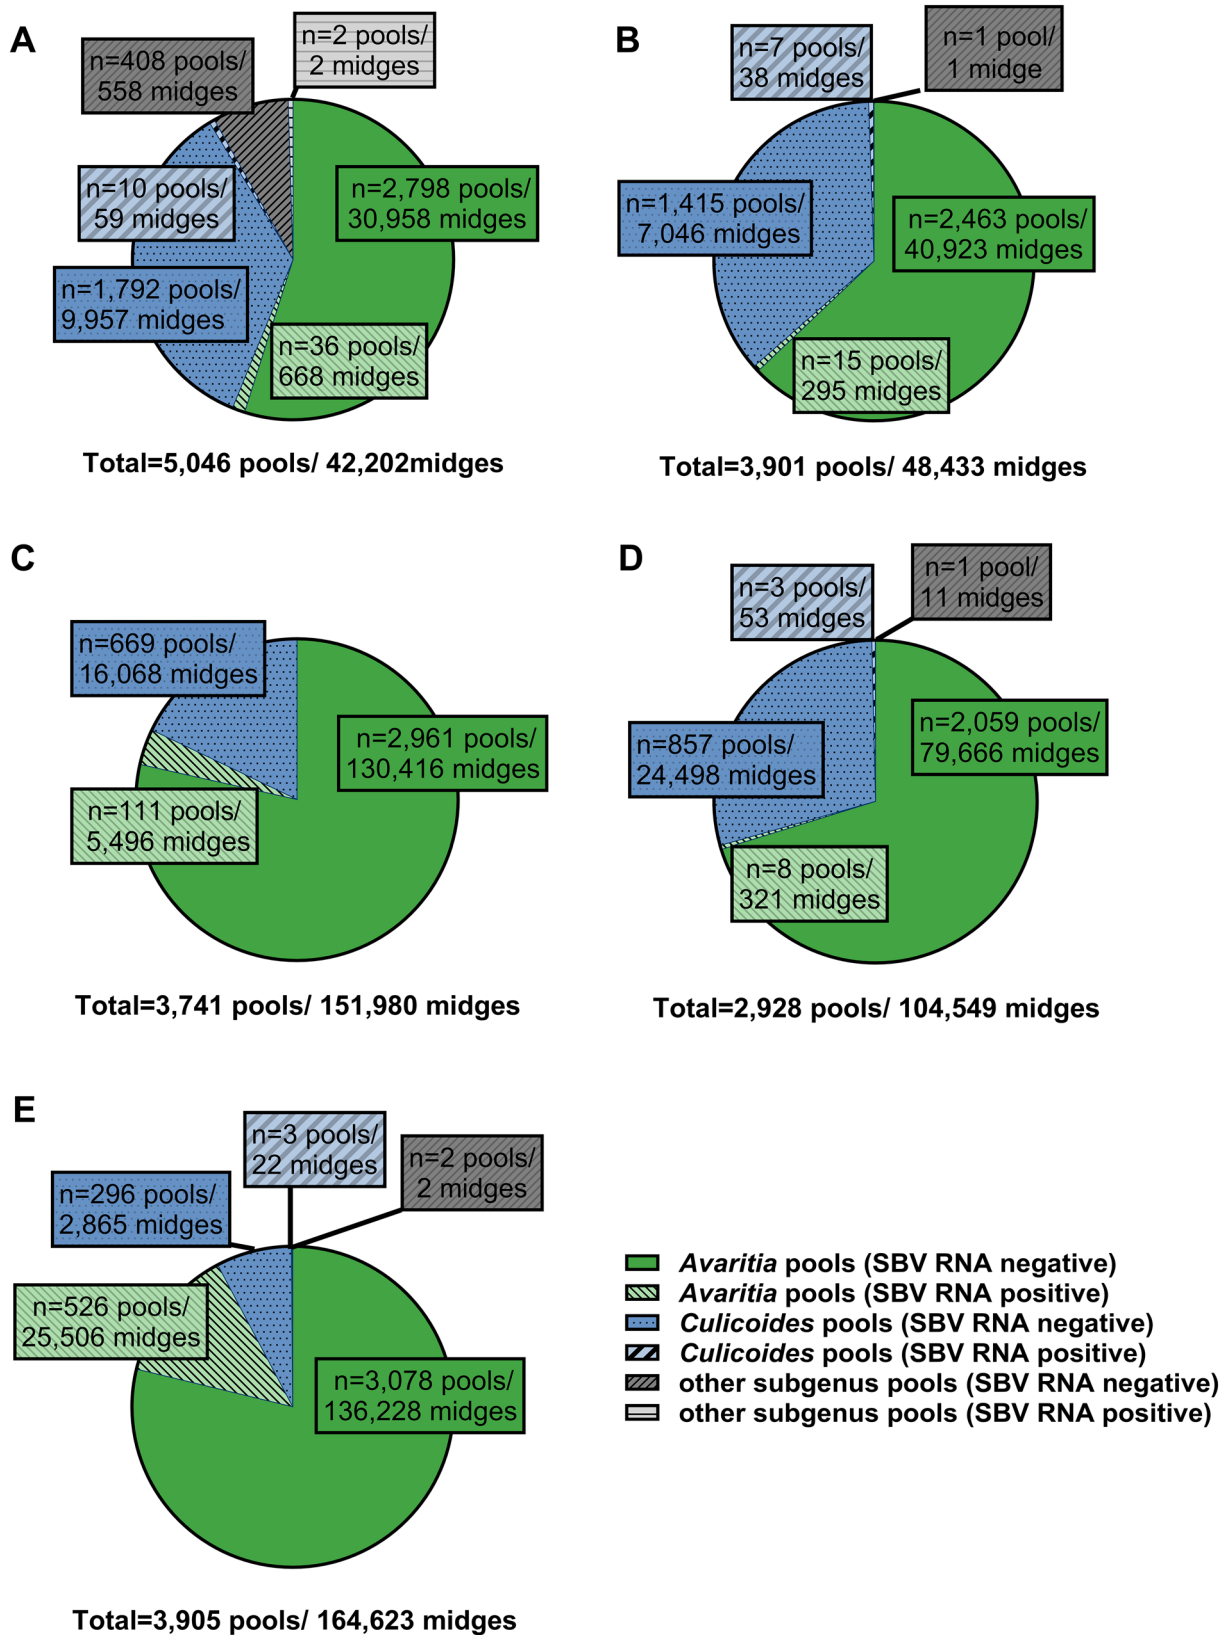 A
n=408 pools/
558 midges
n=2 pools/
2 midges
n=10 pools/
59 midges
n=2,798 pools/
30,958 midges
n=1,792 pools/
9,957 midges
n=36 pools/
668 midges
Total=5,046 pools/ 42,202midges
B
n=7 pools/
38 midges
n=1 pool/
1 midge
n=1,415 pools/
7,046 midges
n=2,463 pools/
40,923 midges
n=15 pools/
295 midges
Total=3,901 pools/ 48,433 midges
C
n=669 pools/
16,068 midges
n=2,961 pools/
130,416 midges
n=111 pools/
5,496 midges
Total=3,741 pools/ 151,980 midges
D
n=3 pools/
53 midges
n=1 pool/
11 midges
n=857 pools/
24,498 midges
n=2,059 pools/
79,666 midges
n=8 pools/
321 midges
Total=2,928 pools/ 104,549 midges
E
n=3 pools/
22 midges
n=2 pools/
2 midges
n=296 pools/
2,865 midges
n=526 pools/
25,506 midges
n=3,078 pools/
136,228 midges
Total=3,905 pools/ 164,623 midges
Avaritia pools (SBV RNA negative)
Avaritia pools (SBV RNA positive)
Culicoides pools (SBV RNA negative)
Culicoides pools (SBV RNA positive)
other subgenus pools (SBV RNA negative)
other subgenus pools (SBV RNA positive)